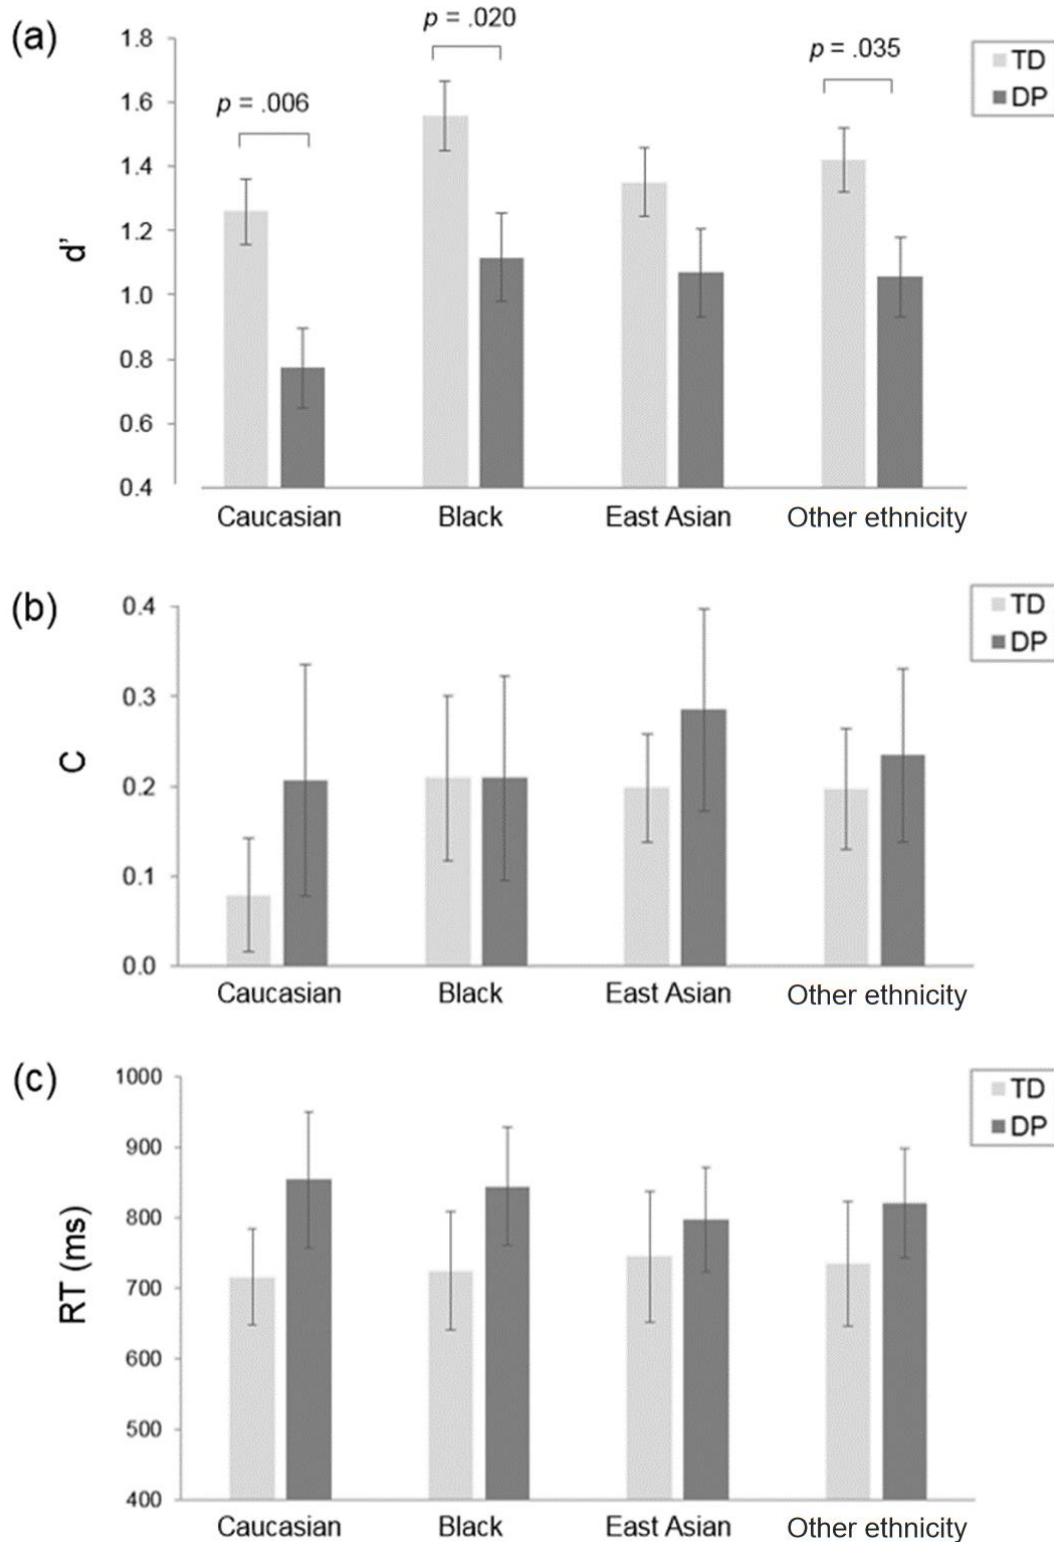 (a)
p = .006
p = .020
p = .035
TD
DP
d'
1.8
1.6
1.4
1.2
1.0
0.8
0.6
0.4
Caucasian Black East Asian Other ethnicity
(b)
TD
DP
C
0.4
0.3
0.2
0.1
0.0
Caucasian Black East Asian Other ethnicity
(c)
TD
DP
RT (ms)
1000
900
800
700
600
500
400
Caucasian Black East Asian Other ethnicity